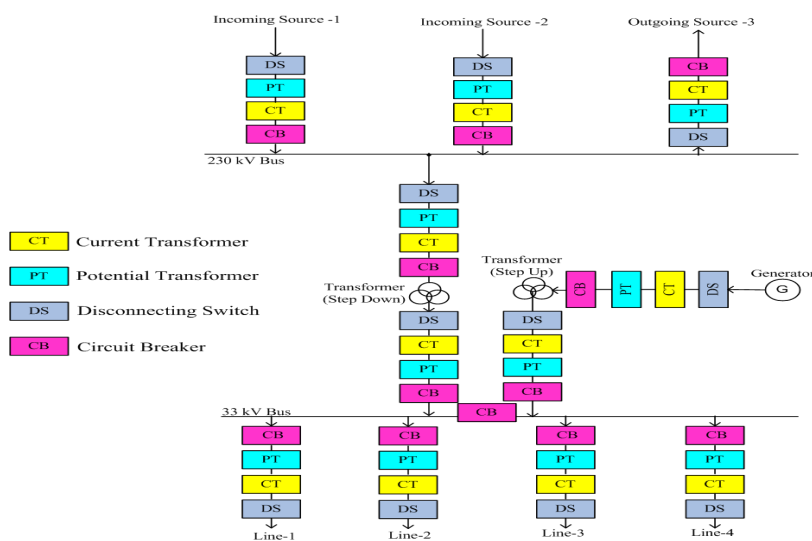 Incoming Source -1
Incoming Source -2
Outgoing Source -3
DS
PT
CT
CB
DS
PT
CT
CB
CB
CT
PT
DS
230 kV Bus
DS
PT
CT
CB
Transformer
(Step Down)
DS
CT
PT
CB
Transformer
(Step Up)
CB
PT
CT
DS
Generator
G
DS
CT
PT
CB
CT Current Transformer
PT Potential Transformer
DS Disconnecting Switch
CB Circuit Breaker
33 kV Bus
CB
CB
PT
CT
DS
Line-1
CB
PT
CT
DS
Line-2
CB
PT
CT
DS
Line-3
CB
PT
CT
DS
Line-4